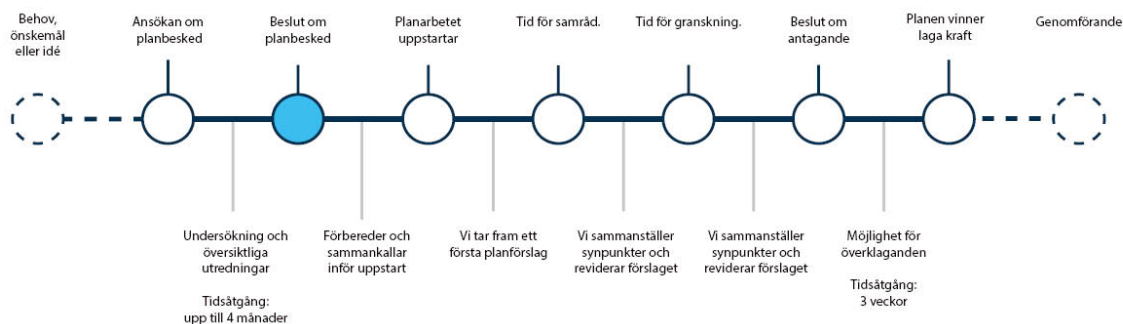 Behov,
önskemål
eller idé
Ansökan om
planbesked
Beslut om
planbesked
Planarbetet
uppstartar
Tid för samråd.
Tid för granskning.
Beslut om
antagande
Planen vinner
laga kraft
Genomförande
Undersökning och
översiktliga
utredningar
Tidsåtgång:
upp till 4 månader
Förbereder och
sammankallar
inför uppstart
Vi tar fram ett
första planförslag
Vi sammanställer
synpunkter och
reviderar förslaget
Vi sammanställer
synpunkter och
reviderar förslaget
Möjlighet för
överklaganden
Tidsåtgång:
3 veckor